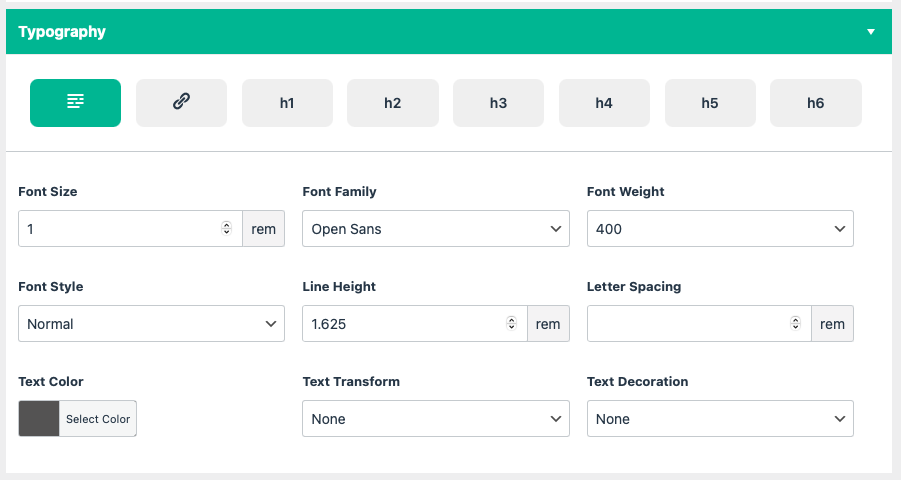 Typography
h1 h2 h3 h4 h5 h6
Font Size Font Family Font Weight
1 rem Open Sans 400
Font Style Line Height Letter Spacing
Normal 1.625 rem rem
Text Color Text Transform Text Decoration
Select Color None None